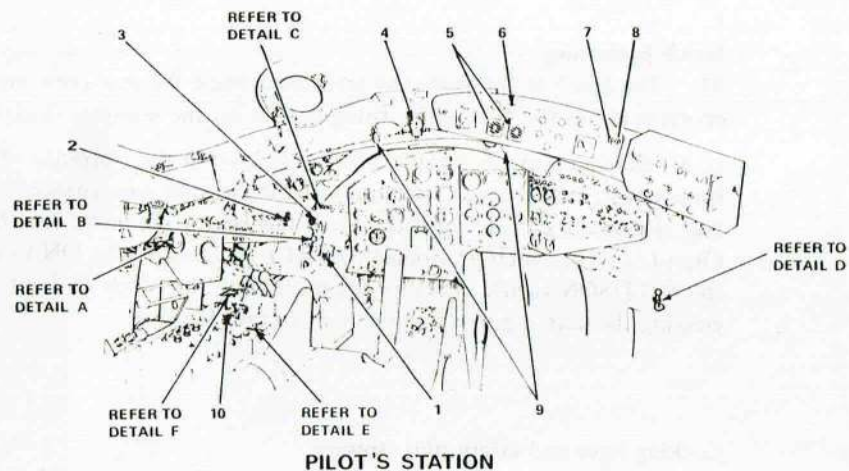 REFER TO
DETAIL C
3
4
5
6
7
8
2
REFER TO
DETAIL B
REFER TO
DETAIL D
REFER TO
DETAIL A
REFER TO
DETAIL F
10
REFER TO
DETAIL E
1
9
PILOT'S STATION